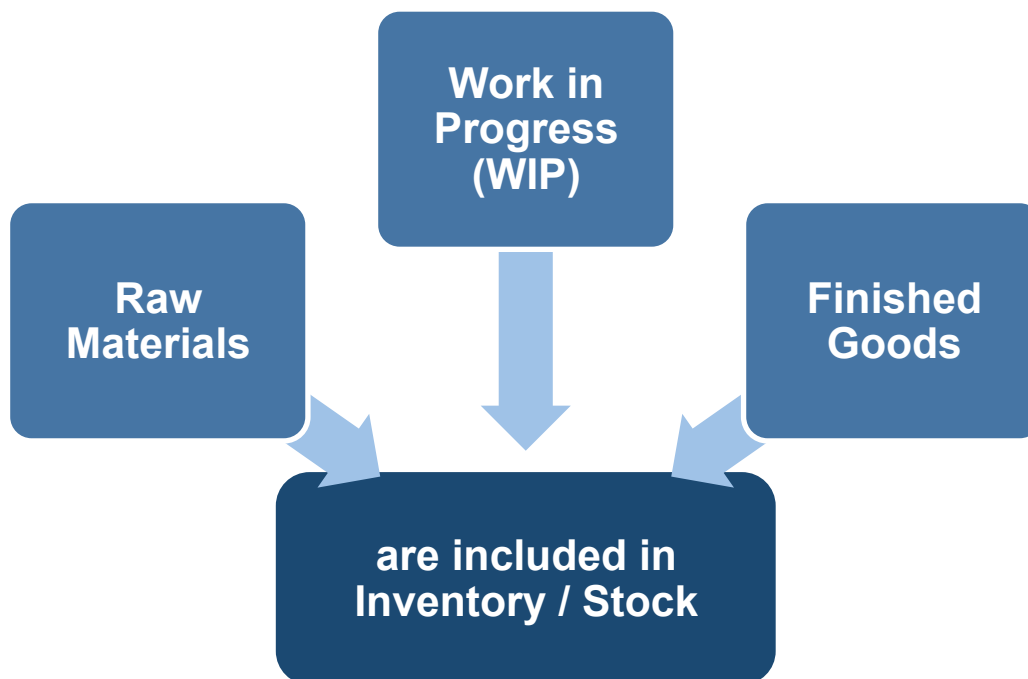 Work in
Progress
(WIP)
Raw
Materials
Finished
Goods
are included in
Inventory / Stock